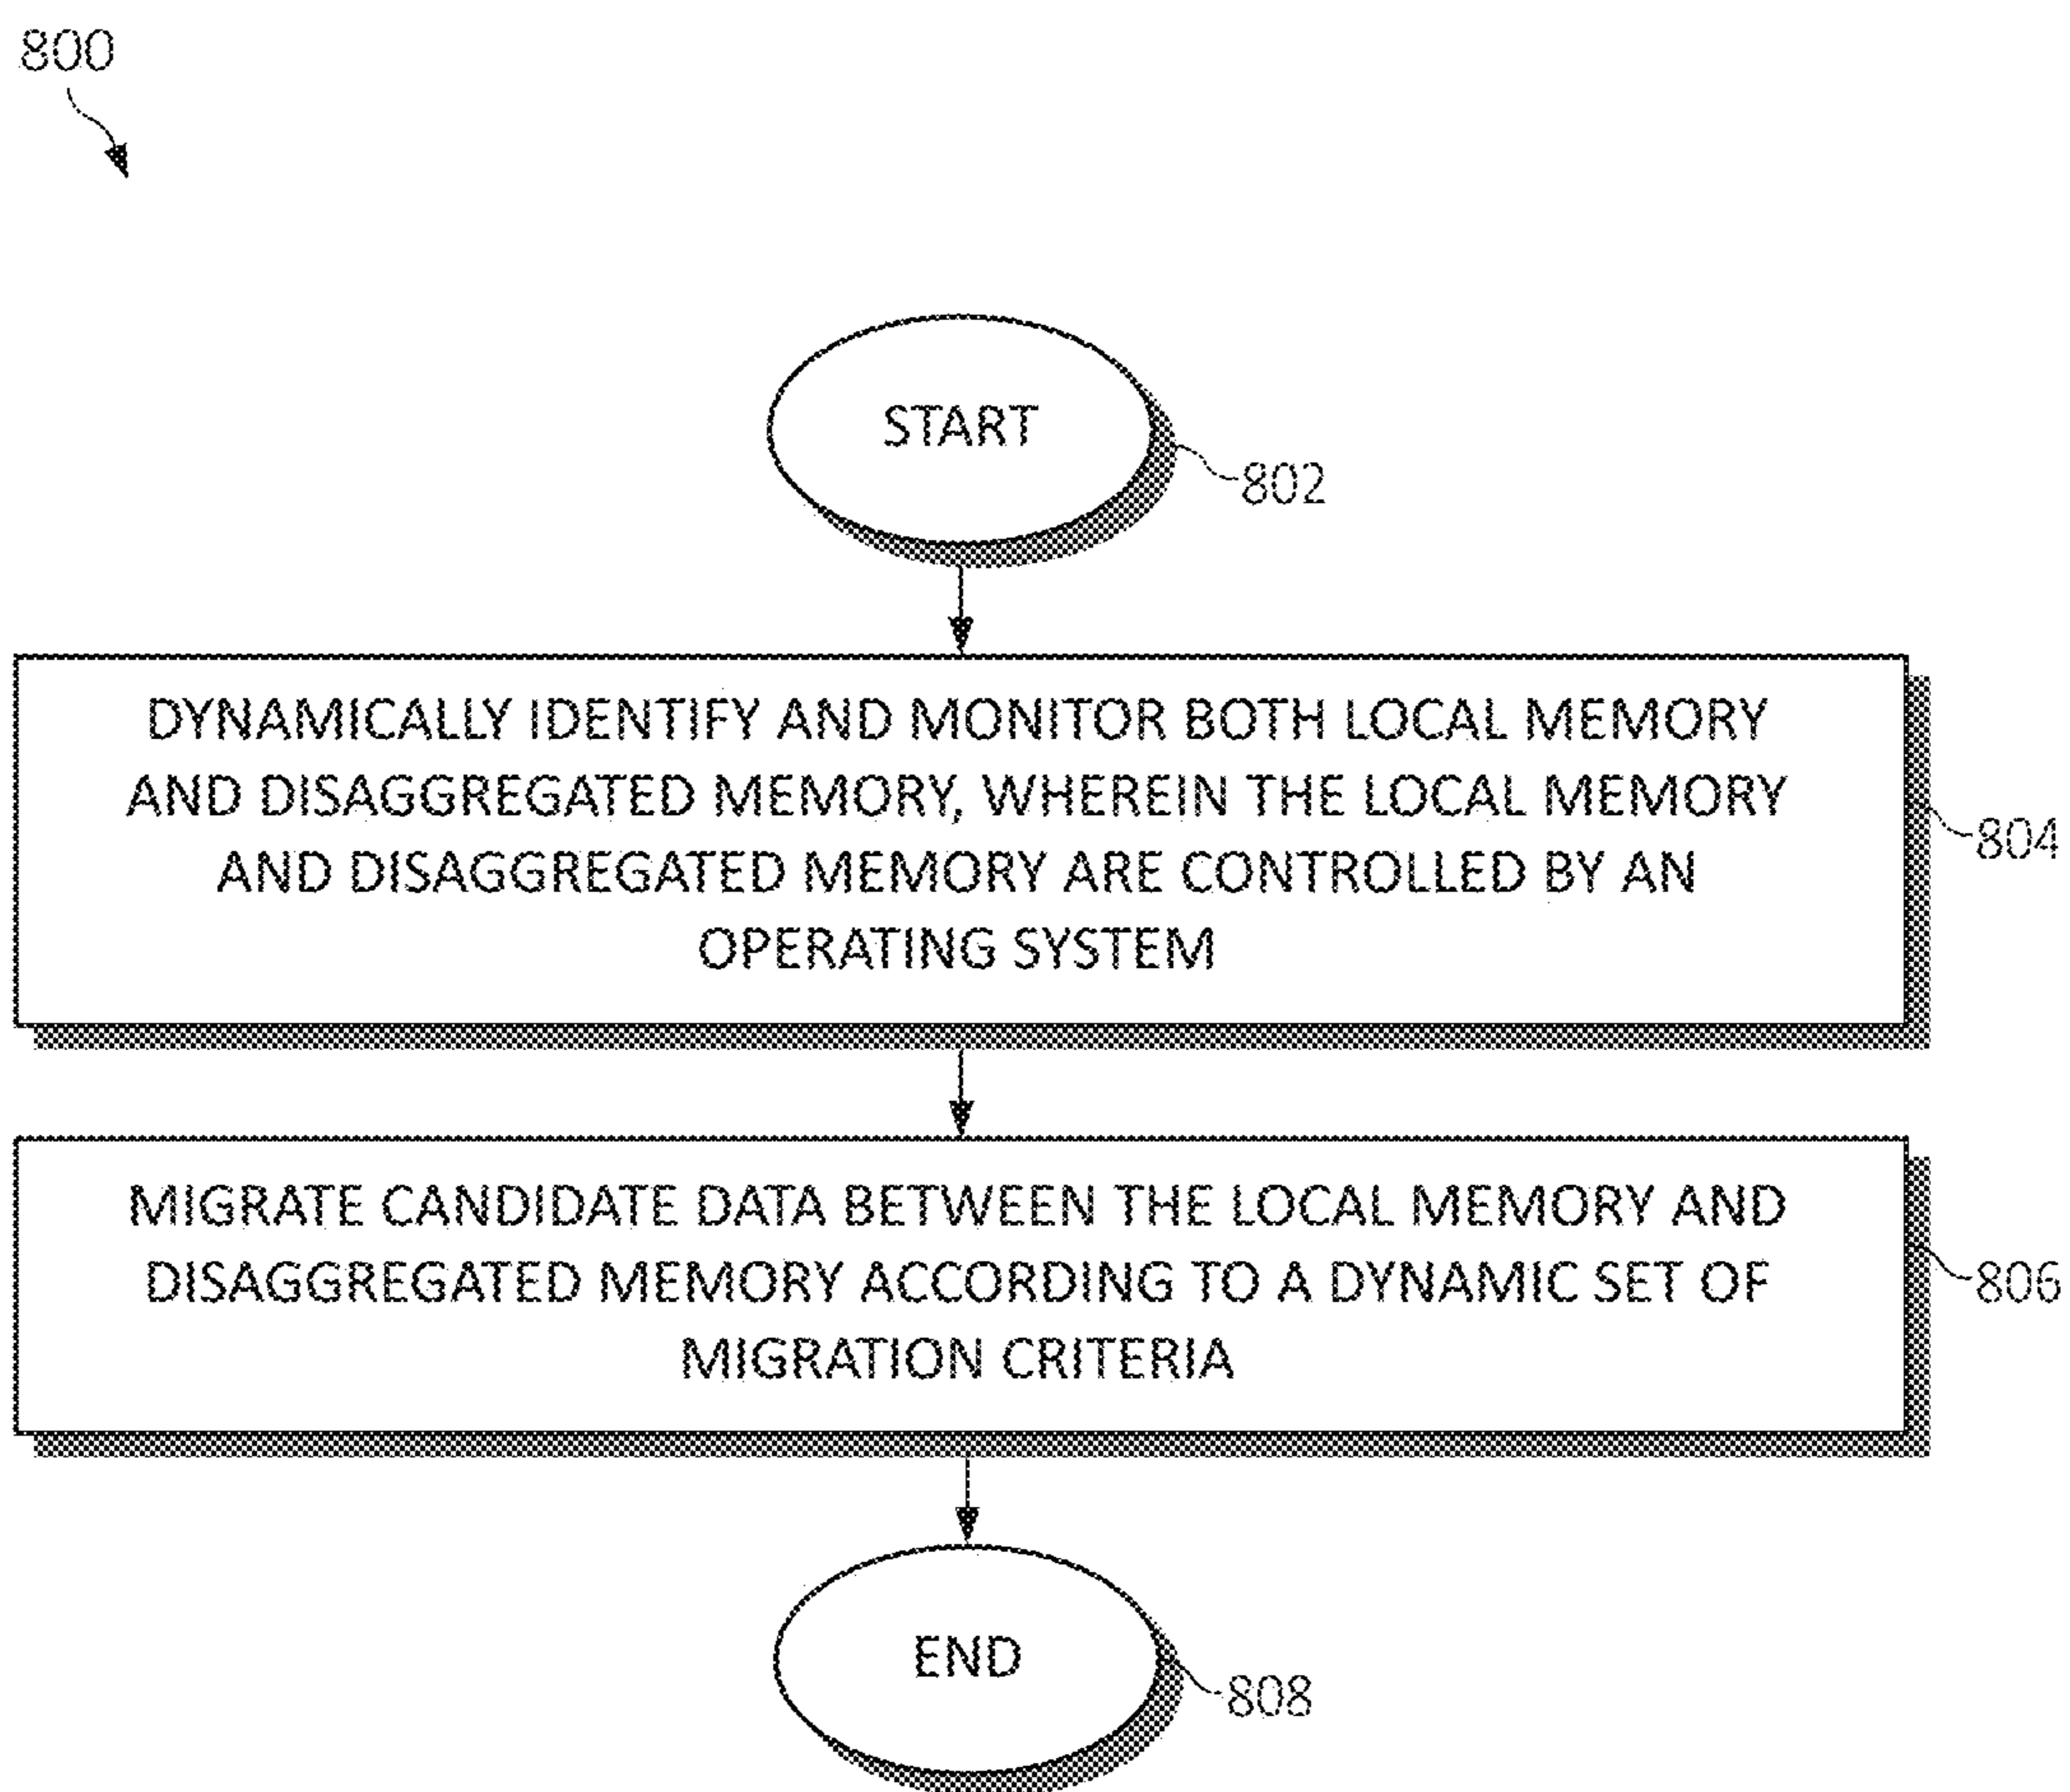 800
START
802
DYNAMICALLY IDENTIFY AND MONITOR BOTH LOCAL MEMORY
AND DISAGGREGATED MEMORY, WHEREIN THE LOCAL MEMORY
AND DISAGGREGATED MEMORY ARE CONTROLLED BY AN
OPERATING SYSTEM
804
MIGRATE CANDIDATE DATA BETWEEN THE LOCAL MEMORY AND
DISAGGREGATED MEMORY ACCORDING TO A DYNAMIC SET OF
MIGRATION CRITERIA
806
END
808